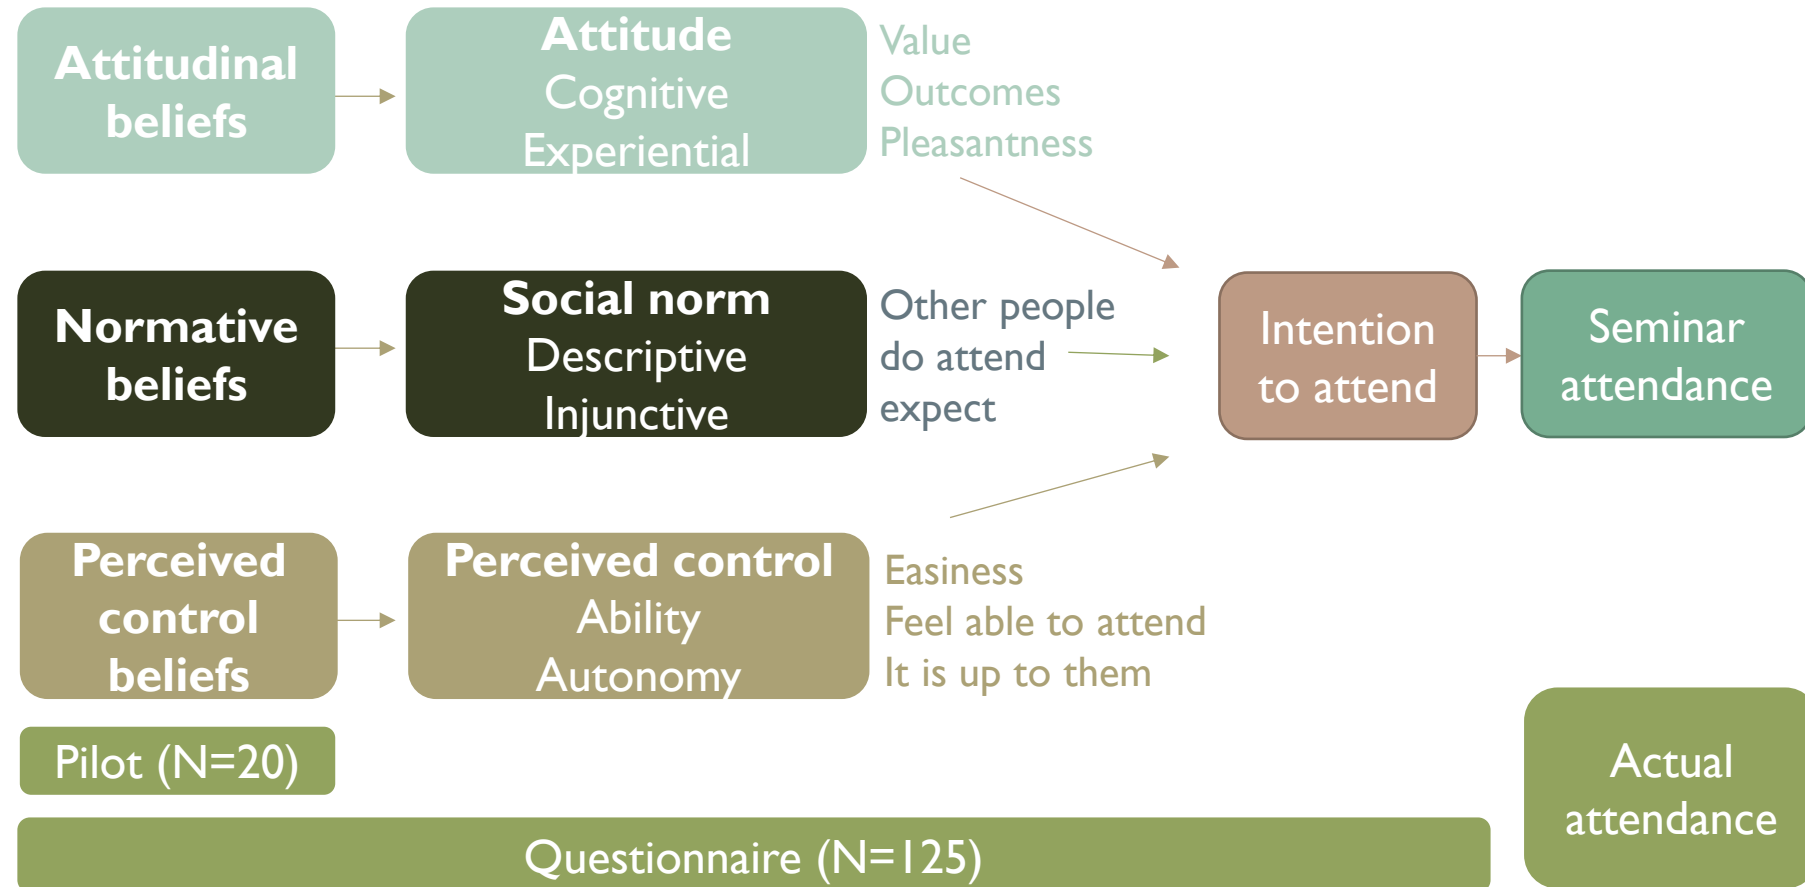 Attitudinal
beliefs
Attitude
Cognitive
Experiential
Value
Outcomes
Pleasantness
Normative
beliefs
Social norm
Descriptive
Injunctive
Other people
do attend
expect
Intention
to attend
Seminar
attendance
Perceived
control
beliefs
Perceived control
Ability
Autonomy
Easiness
Feel able to attend
It is up to them
Pilot (N=20)
Actual
attendance
Questionnaire (N=125)